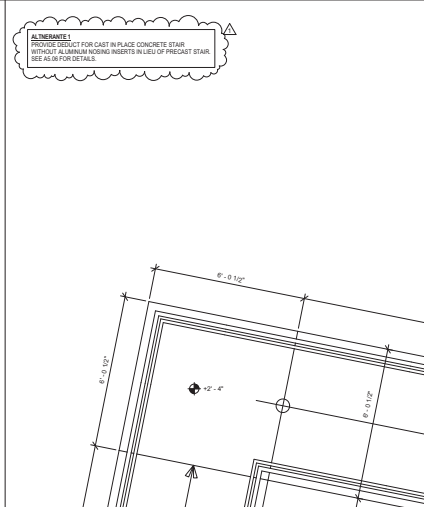 ALTNERANTE 1
PROVIDE DEDUCT FOR CAST IN PLACE CONCRETE STAIR
WITHOUT ALUMINUM NOSING INSERTS IN LIEU OF PRECAST STAIR.
SEE A5.06 FOR DETAILS.
1
6' - 0 1/2"
6' - 0 1/2"
+2' - 4"
6' - 0 1/2"